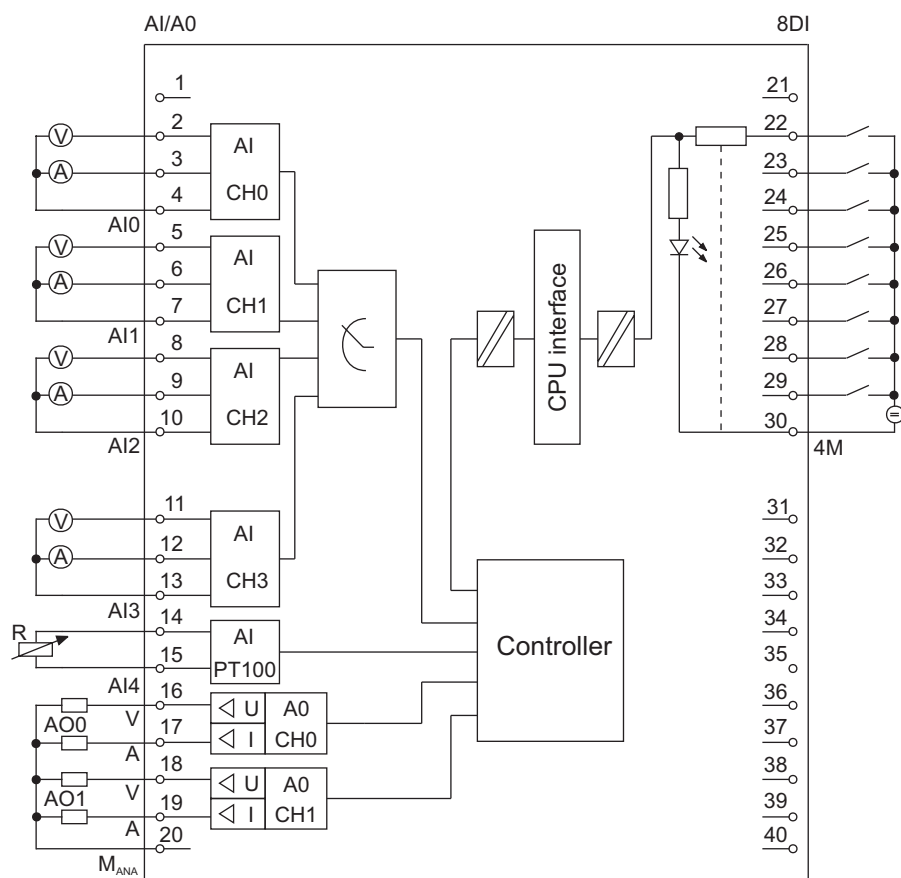 AI/A0
8DI
1
21
V
2
AI
22
A
3
23
4
CH0
24
AI0
V
5
AI
25
A
6
26
7
CH1
27
AI1
V
8
AI
28
A
9
29
10
CH2
30
AI2
4M
CPU interface
V
11
AI
31
A
12
32
13
CH3
33
AI3
R
14
AI
34
15
PT100
35
Controller
AI4
16
U
A0
36
V
AO0
17
I
CH0
37
A
18
U
A0
38
V
AO1
19
I
CH1
39
A
20
40
MANA